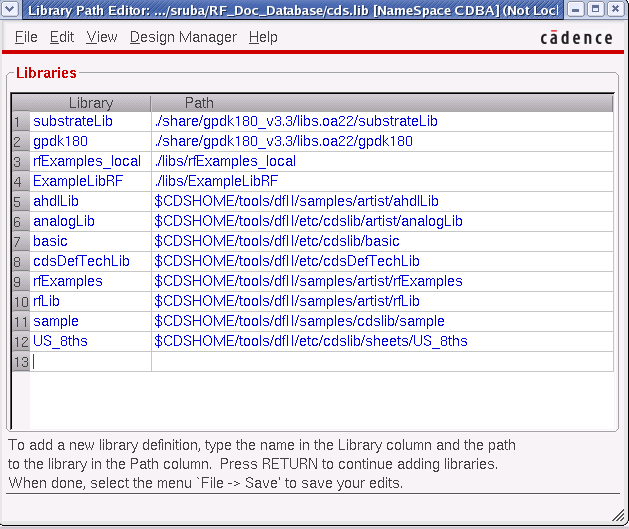 Library Path Editor: .../sruba/RF_Doc_Database/cds.lib [NameSpace CDBA] (Not Loc
File Edit View Design Manager Help
cādence
Libraries
Library Path
1 substrateLib ./share/gpdk180_v3.3/libs.oa22/substrateLib
2 gpdk180 ./share/gpdk180_v3.3/libs.oa22/gpdk180
3 rfExamples_local ./libs/rfExamples_local
4 ExampleLibRF ./libs/ExampleLibRF
5 ahdlLib $CDSHOME/tools/dfII/samples/artist/ahdlLib
6 analogLib $CDSHOME/tools/dfII/etc/cdslib/artist/analogLib
7 basic $CDSHOME/tools/dfII/etc/cdslib/basic
8 cdsDefTechLib $CDSHOME/tools/dfII/etc/cdsDefTechLib
9 rfExamples $CDSHOME/tools/dfII/samples/artist/rfExamples
10 rfLib $CDSHOME/tools/dfII/samples/artist/rfLib
11 sample $CDSHOME/tools/dfII/samples/cdslib/sample
12 US_8ths $CDSHOME/tools/dfII/etc/cdslib/sheets/US_8ths
13
To add a new library definition, type the name in the Library column and the path
to the library in the Path column. Press RETURN to continue adding libraries.
When done, select the menu `File -> Save' to save your edits.